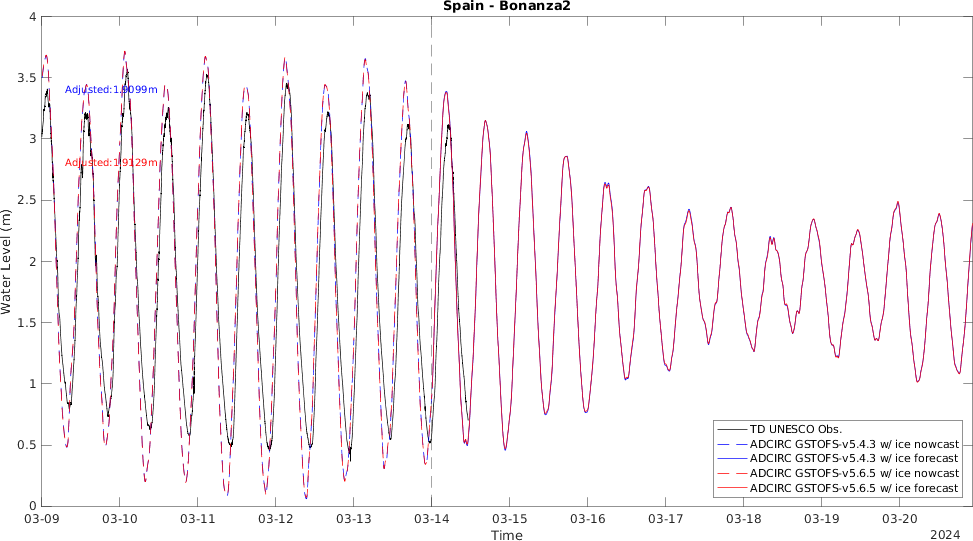 Spain - Bonanza2
4
3.5
3
2.5
2
1.5
1
0.5
0
Water Level (m)
Adjusted:1.9099m
Adjusted:1.9129m
TD UNESCO Obs.
ADCIRC GSTOFS-v5.4.3 w/ ice nowcast
ADCIRC GSTOFS-v5.4.3 w/ ice forecast
ADCIRC GSTOFS-v5.6.5 w/ ice nowcast
ADCIRC GSTOFS-v5.6.5 w/ ice forecast
03-09 03-10 03-11 03-12 03-13 03-14 03-15 03-16 03-17 03-18 03-19 03-20
Time
2024